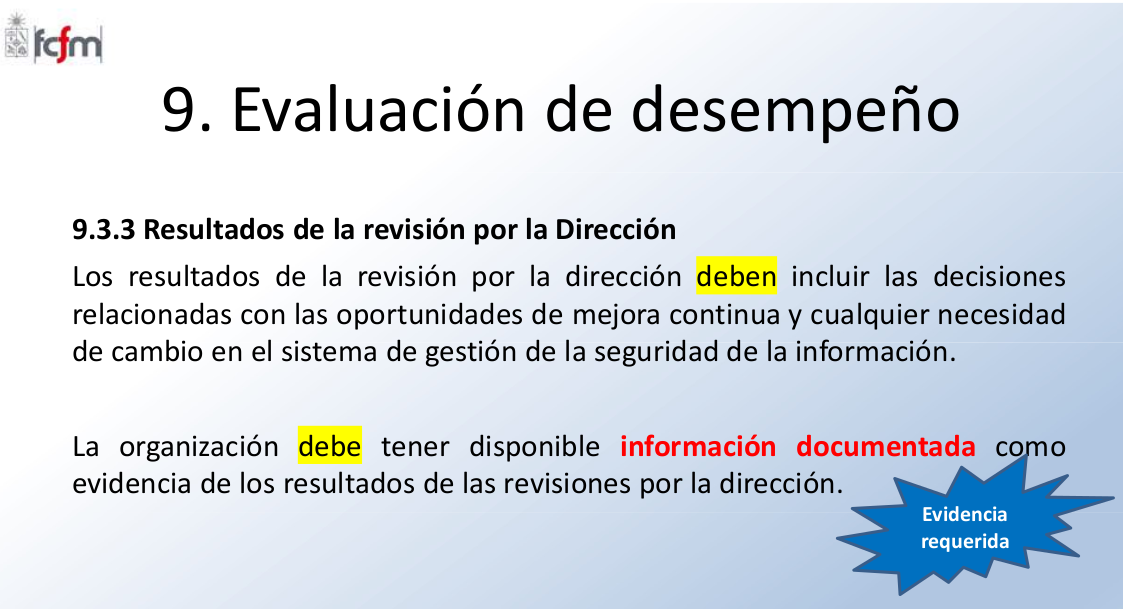 fcfm
9. Evaluación de desempeño
9.3.3 Resultados de la revisión por la Dirección
Los resultados de la revisión por la dirección deben incluir las decisiones
relacionadas con las oportunidades de mejora continua y cualquier necesidad
de cambio en el sistema de gestión de la seguridad de la información.
La organización debe tener disponible información documentada como
evidencia de los resultados de las revisiones por la dirección.
Evidencia
requerida